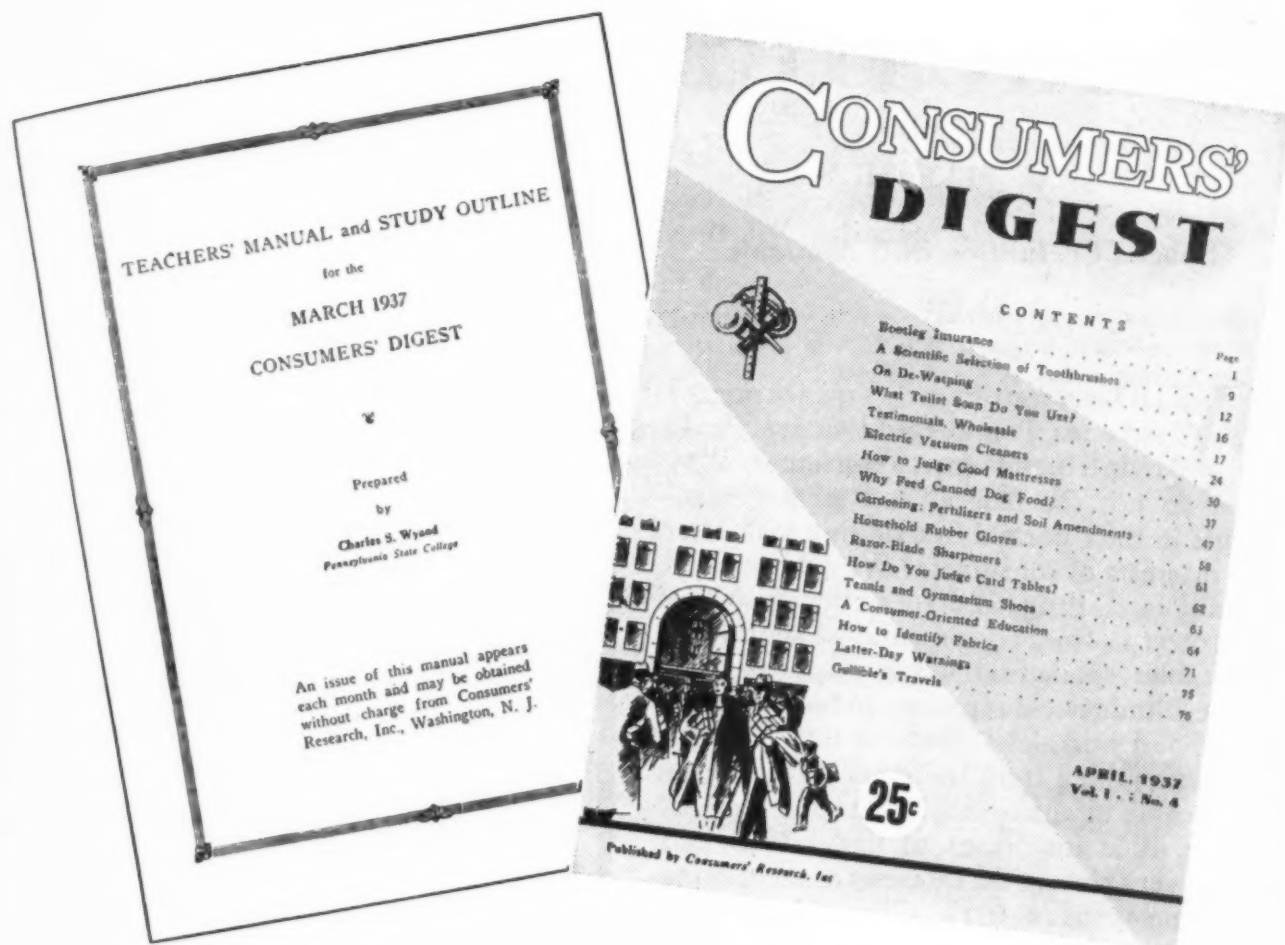 TEACHERS' MANUAL and STUDY OUTLINE
for the
MARCH 1937
CONSUMERS' DIGEST
Prepared
by
Charles S. Wyand
Pennsylvania State College
An issue of this manual appears
each month and may be obtained
without charge from Consumers'
Research, Inc., Washington, N. J.
CONSUMERS'
DIGEST
CONTENTS
Page
Bootleg Insurance . . . . . . . . . . . . 1
A Scientific Selection of Toothbrushes . . . . 9
On De-Warping . . . . . . . . . . . . 12
What Toilet Soap Do You Use? . . . . . . . 16
Testimonials, Wholesale . . . . . . . . . 17
Electric Vacuum Cleaners . . . . . . . . 24
How to Judge Good Mattresses . . . . . . 30
Why Feed Canned Dog Food? . . . . . . . 37
Gardening: Fertilizers and Soil Amendments . . . 47
Household Rubber Gloves . . . . . . . . 58
Razor-Blade Sharpeners . . . . . . . . . 61
How Do You Judge Card Tables? . . . . . . 62
Tennis and Gymnasium Shoes . . . . . . . 63
A Consumer-Oriented Education . . . . . . 64
How to Identify Fabrics . . . . . . . . . 71
Latter-Day Warnings . . . . . . . . . . 75
Gullible's Travels . . . . . . . . . . . 76
APRIL, 1937
Vol. 1 - : No. 4
25c
Published by Consumers' Research, Inc